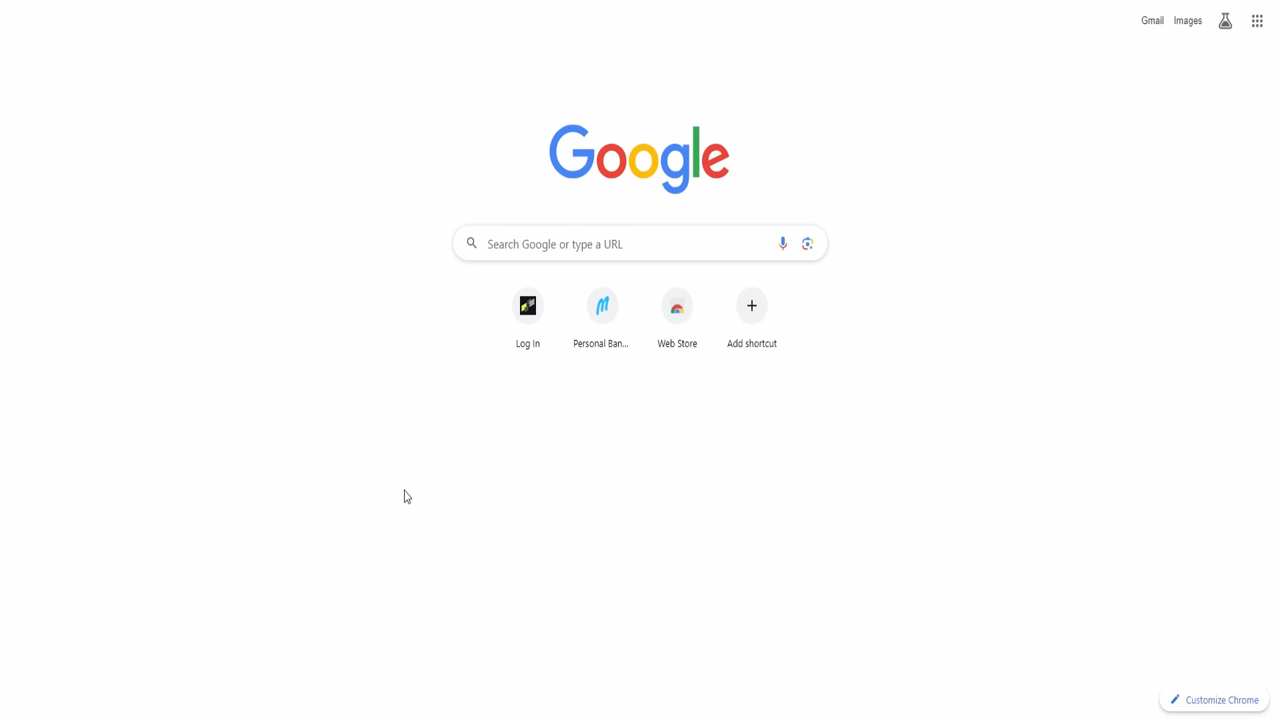 Gmail Images
Google
Search Google or type a URL
Log In Personal Ban... Web Store Add shortcut
Customize Chrome